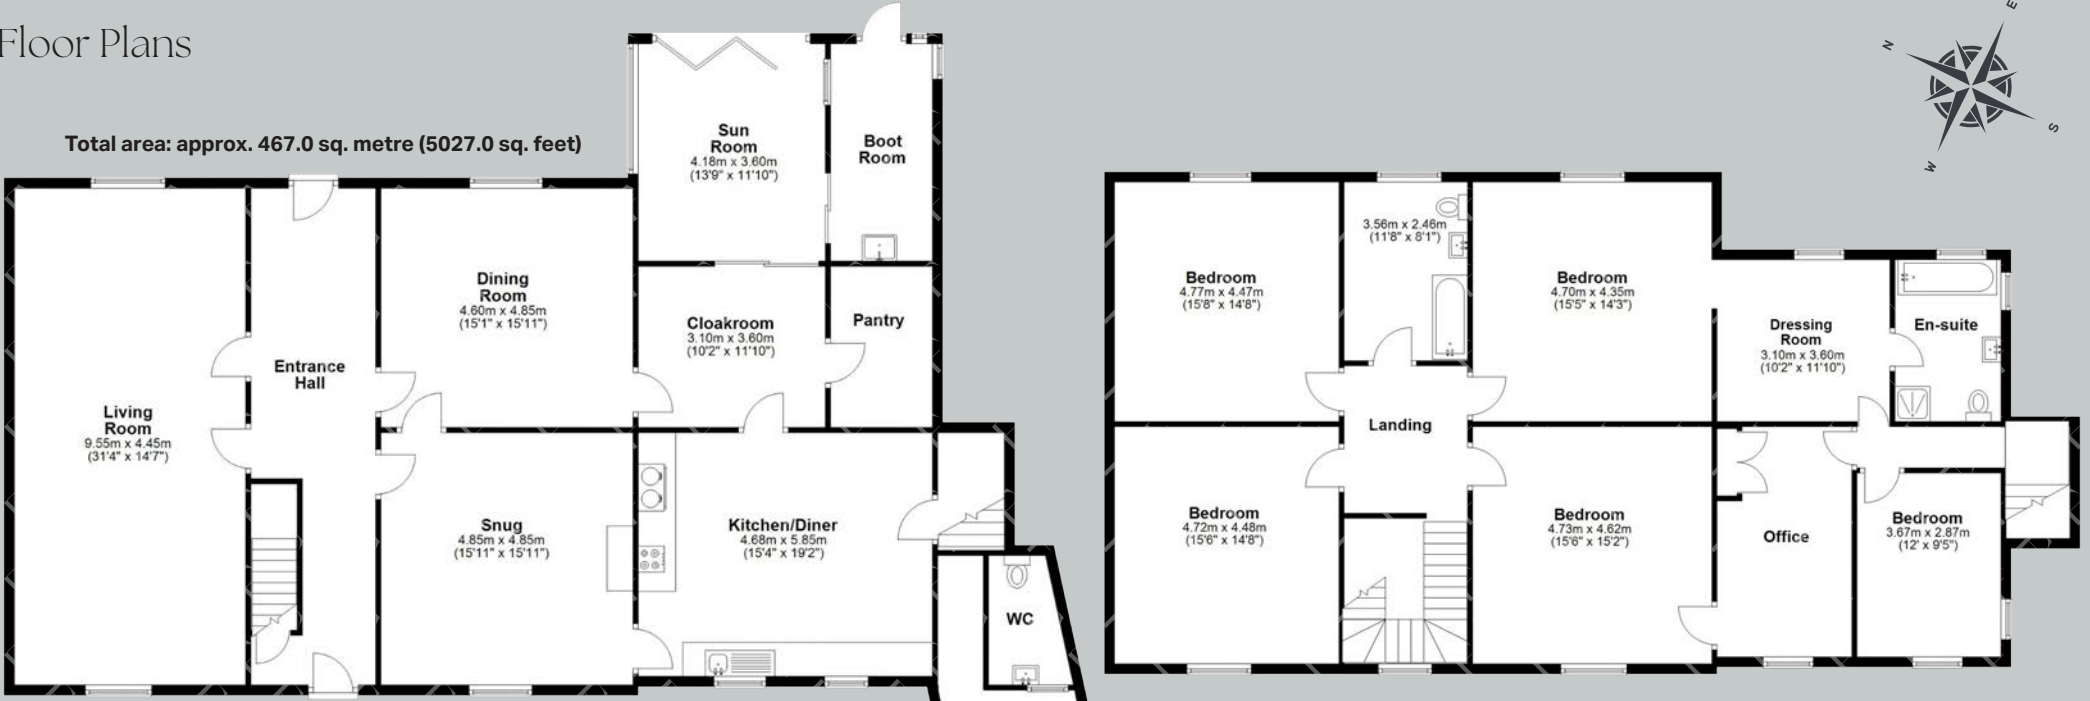 Floor Plans
Total area: approx. 467.0 sq. metre (5027.0 sq. feet)
Sun
Room
4.18m x 3.60m
(13'9" x 11'10")
Boot
Room
Dining
Room
4.60m x 4.85m
(15'1" x 15'11")
Cloakroom
3.10m x 3.60m
(10'2" x 11'10")
Pantry
Entrance
Hall
Living
Room
9.55m x 4.45m
(31'4" x 14'7")
Snug
4.85m x 4.85m
(15'11" x 15'11")
Kitchen/Diner
4.68m x 5.85m
(15'4" x 19'2")
WC
E
N
S
W
3.56m x 2.46m
(11'8" x 8'1")
Bedroom
4.77m x 4.47m
(15'8" x 14'8")
Bedroom
4.70m x 4.35m
(15'5" x 14'3")
Dressing
Room
3.10m x 3.60m
(10'2" x 11'10")
En-suite
Landing
Bedroom
4.72m x 4.48m
(15'6" x 14'8")
Bedroom
4.73m x 4.62m
(15'6" x 15'2")
Office
Bedroom
3.67m x 2.87m
(12' x 9'5")